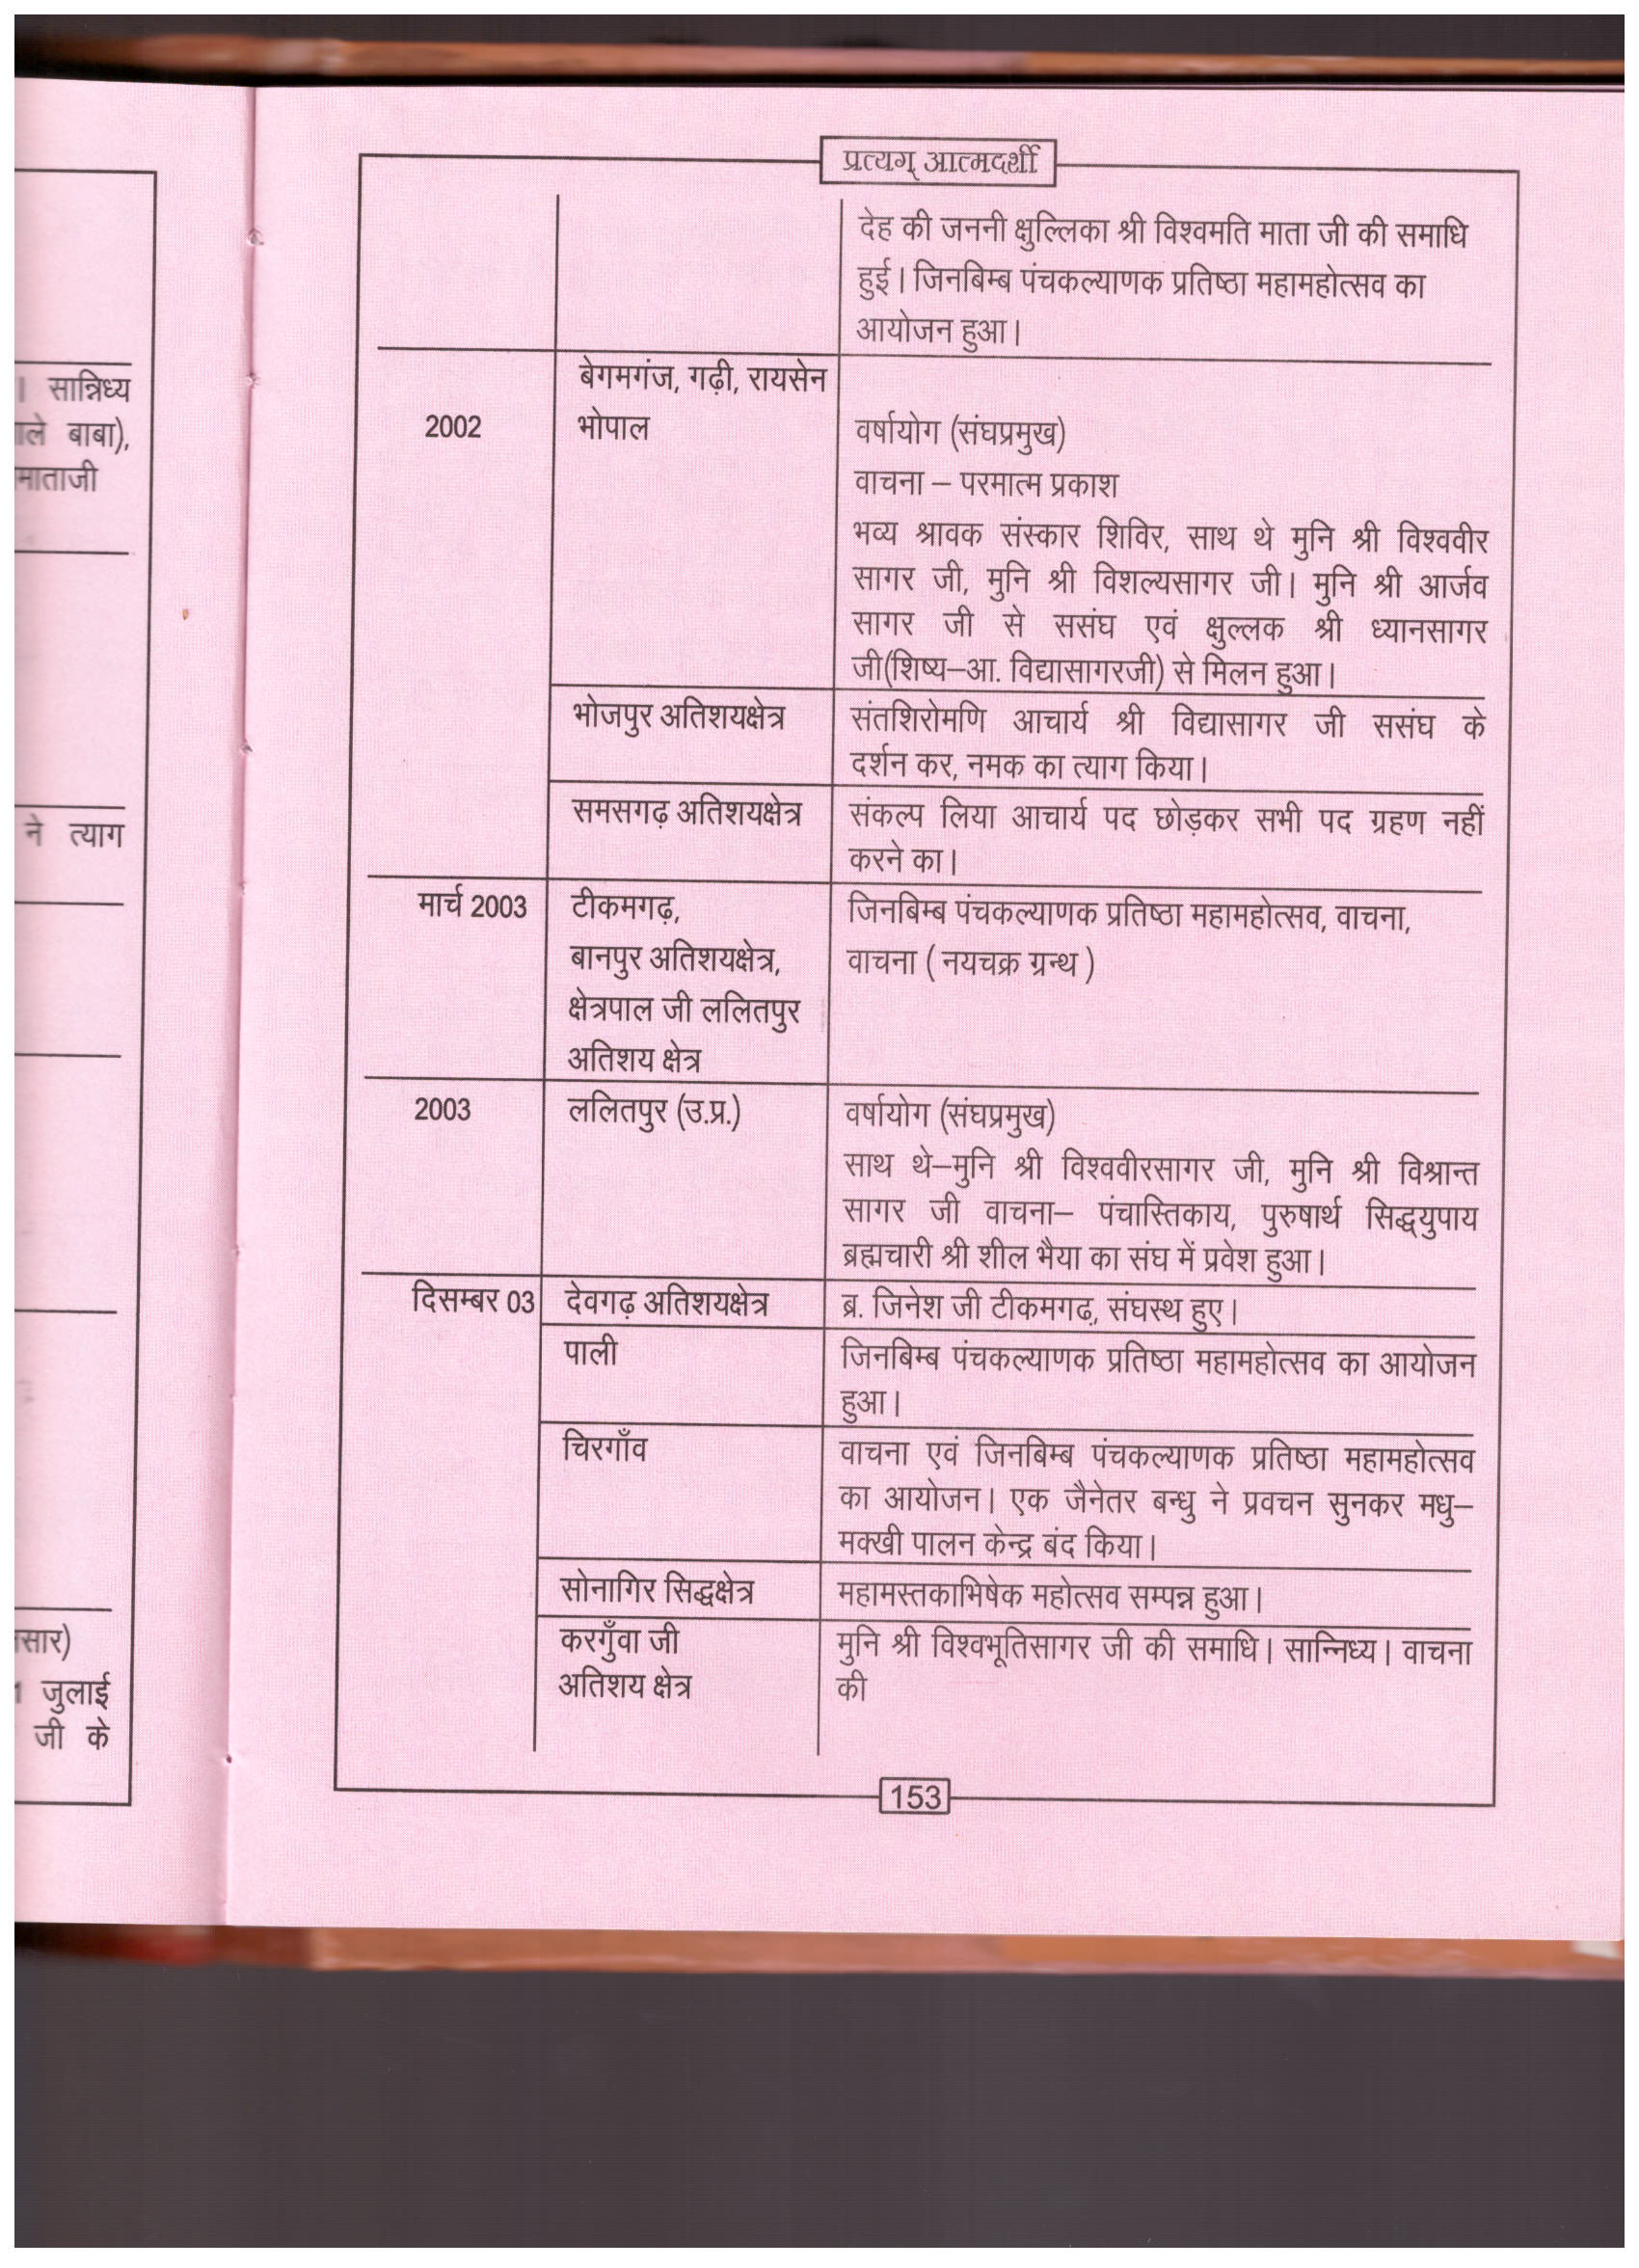 । सान्निध्य
बाबा),
माताजी
ने त्याग
जुलाई
जी के
प्रत्यग् आत्मदर्शी
देह की जननी क्षुल्लिका श्री विश्वमति माता जी की समाधि
हुई। जिनबिम्ब पंचकल्याणक प्रतिष्ठा महामहोत्सव का
आयोजन हुआ।
बेगमगंज, गढ़ी, रायसेन
2002 भोपाल वर्षायोग (संघप्रमुख)
वाचना – परमात्म प्रकाश
भव्य श्रावक संस्कार शिविर, साथ थे मुनि श्री विश्ववीर
सागर जी, मुनि श्री विशल्यसागर जी। मुनि श्री आर्जव
सागर जी से ससंघ एवं क्षुल्लक श्री ध्यानसागर
जी(शिष्य–आ. विद्यासागरजी) से मिलन हुआ।
भोजपुर अतिशयक्षेत्र संतशिरोमणि आचार्य श्री विद्यासागर जी ससंघ के
दर्शन कर, नमक का त्याग किया।
समसगढ़ अतिशयक्षेत्र संकल्प लिया आचार्य पद छोड़कर सभी पद ग्रहण नहीं
करने का।
मार्च 2003 टीकमगढ़, जिनबिम्ब पंचकल्याणक प्रतिष्ठा महामहोत्सव, वाचना,
बानपुर अतिशयक्षेत्र, वाचना ( नयचक्र ग्रन्थ )
क्षेत्रपाल जी ललितपुर
अतिशय क्षेत्र
2003 ललितपुर (उ.प्र.) वर्षायोग (संघप्रमुख)
साथ थे–मुनि श्री विश्ववीरसागर जी, मुनि श्री विश्रान्त
सागर जी वाचना– पंचास्तिकाय, पुरुषार्थ सिद्ध्युपाय
ब्रह्मचारी श्री शील भैया का संघ में प्रवेश हुआ।
दिसम्बर 03 देवगढ़ अतिशयक्षेत्र ब्र. जिनेश जी टीकमगढ़, संघस्थ हुए।
पाली जिनबिम्ब पंचकल्याणक प्रतिष्ठा महामहोत्सव का आयोजन
हुआ।
चिरगाँव वाचना एवं जिनबिम्ब पंचकल्याणक प्रतिष्ठा महामहोत्सव
का आयोजन। एक जैनेतर बन्धु ने प्रवचन सुनकर मधु–
मक्खी पालन केन्द्र बंद किया।
सोनागिर सिद्धक्षेत्र महामस्तकाभिषेक महोत्सव सम्पन्न हुआ।
करगुँवा जी मुनि श्री विश्वभूतिसागर जी की समाधि। सान्निध्य। वाचना
अतिशय क्षेत्र की
153